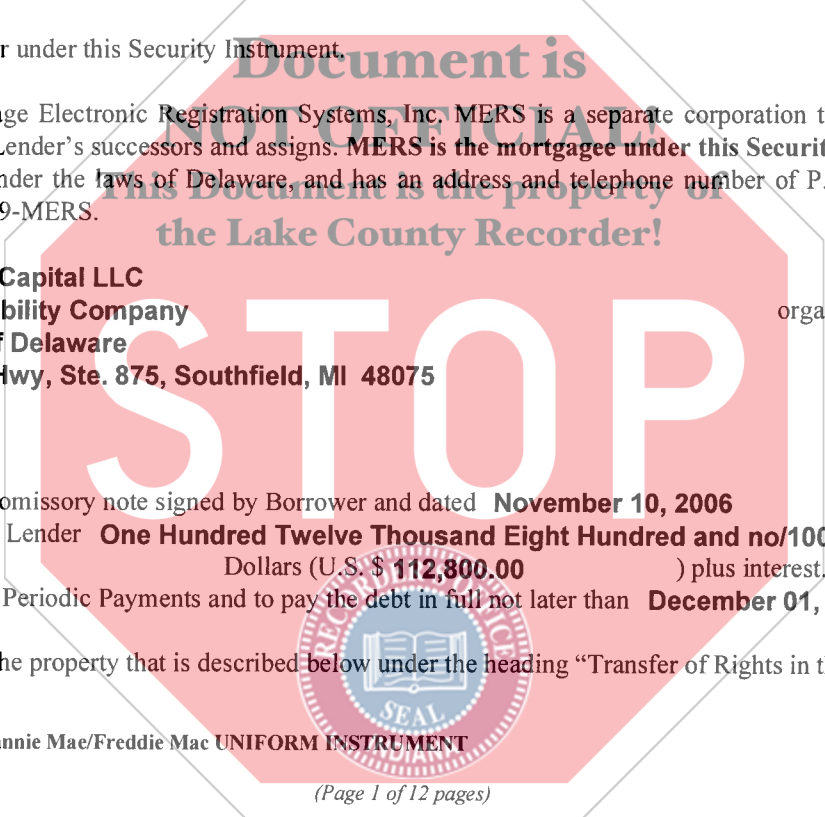 r under this Security Instrument.
Document is
NOT OFFICIAL!
This Document is the property of
the Lake County Recorder!
ge Electronic Registration Systems, Inc. MERS is a separate corporation t
Lender's successors and assigns. MERS is the mortgagee under this Securit
nder the laws of Delaware, and has an address and telephone number of P.
9-MERS.
Capital LLC
bility Company orga
f Delaware
Hwy, Ste. 875, Southfield, MI 48075
STOP
omissory note signed by Borrower and dated November 10, 2006
Lender One Hundred Twelve Thousand Eight Hundred and no/100
Dollars (U.S. $ 112,800.00 ) plus interest.
Periodic Payments and to pay the debt in full not later than December 01,
he property that is described below under the heading “Transfer of Rights in t
RECORDER'S OFFICE
SEAL
INDIANA
nnie Mae/Freddie Mac UNIFORM INSTRUMENT
(Page 1 of 12 pages)